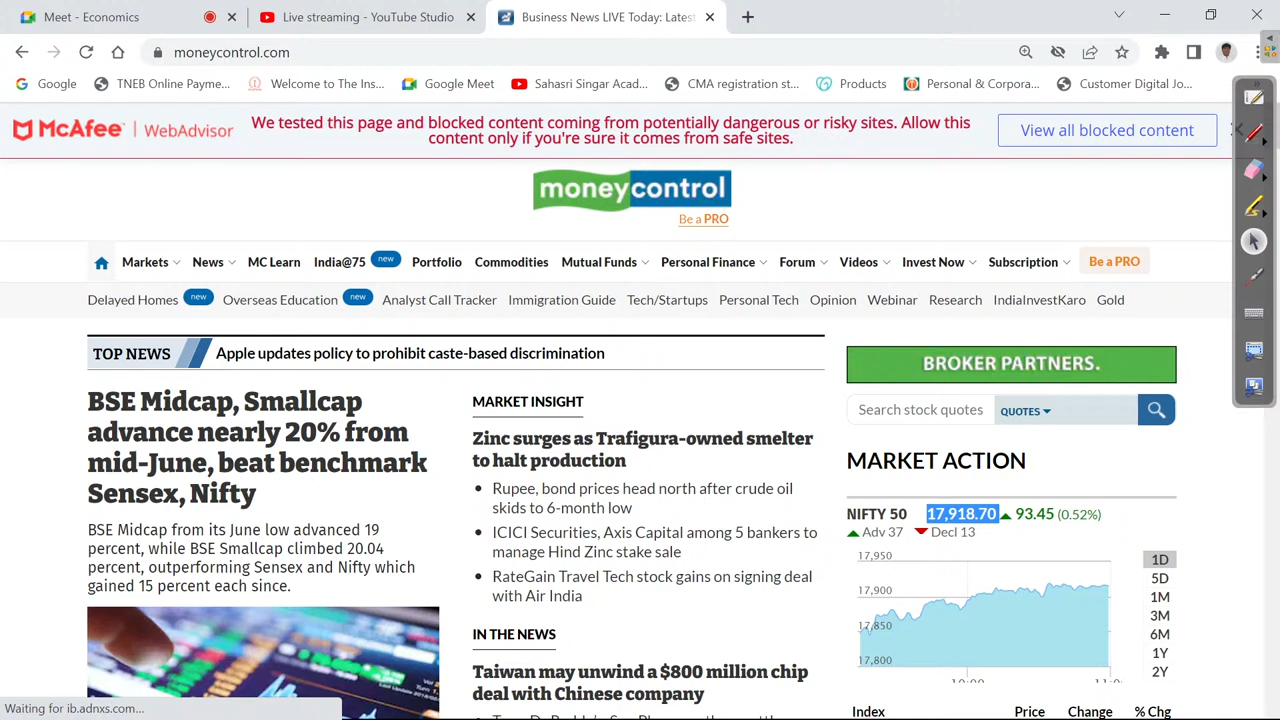 Meet - Economics
Live streaming - YouTube Studio
Business News LIVE Today: Latest
moneycontrol.com
Google
TNEB Online Payme...
Welcome to The Ins...
Google Meet
Sahasri Singar Acad...
CMA registration st...
Products
Personal & Corpora...
Customer Digital Jo...
McAfee | WebAdvisor
We tested this page and blocked content coming from potentially dangerous or risky sites. Allow this
content only if you're sure it comes from safe sites.
View all blocked content
moneycontrol
Be a PRO
Markets
News
MC Learn
India@75
new
Portfolio
Commodities
Mutual Funds
Personal Finance
Forum
Videos
Invest Now
Subscription
Be a PRO
Delayed Homes
new
Overseas Education
new
Analyst Call Tracker
Immigration Guide
Tech/Startups
Personal Tech
Opinion
Webinar
Research
IndiaInvestKaro
Gold
TOP NEWS
Apple updates policy to prohibit caste-based discrimination
BSE Midcap, Smallcap
advance nearly 20% from
mid-June, beat benchmark
Sensex, Nifty
BSE Midcap from its June low advanced 19
percent, while BSE Smallcap climbed 20.04
percent, outperforming Sensex and Nifty which
gained 15 percent each since.
MARKET INSIGHT
Zinc surges as Trafigura-owned smelter
to halt production
Rupee, bond prices head north after crude oil
skids to 6-month low
ICICI Securities, Axis Capital among 5 bankers to
manage Hind Zinc stake sale
RateGain Travel Tech stock gains on signing deal
with Air India
IN THE NEWS
Taiwan may unwind a $800 million chip
deal with Chinese company
BROKER PARTNERS.
Search stock quotes
QUOTES
MARKET ACTION
NIFTY 50 17,918.70 93.45 (0.52%)
Adv 37 Decl 13
17,950
17,900
17,850
17,800
1D
5D
1M
3M
6M
1Y
2Y
Index Price Change % Chg
Waiting for ib.adnxs.com...